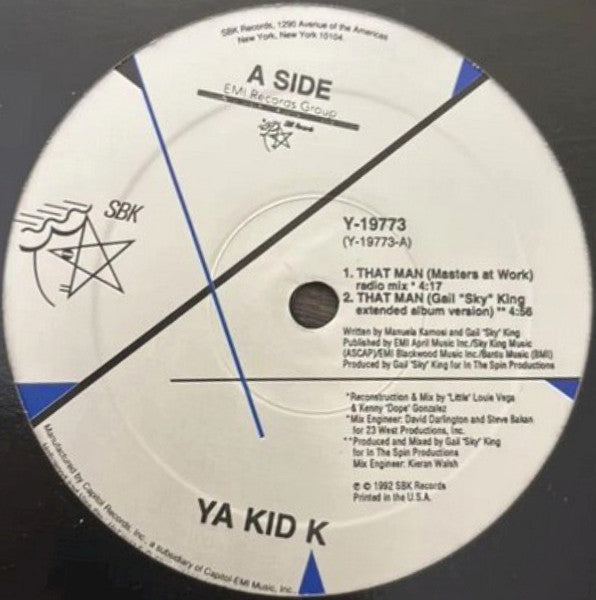 SBK Records, 1290 Avenue of the Americas
New York, New York 10104
A SIDE
EMI Records Group
SBK Records
SBK
Y-19773
(Y-19773-A)
1. THAT MAN (Masters at Work)
radio mix * 4:17
2. THAT MAN (Gail "Sky" King
extended album version) ** 4:56
Written by Manuela Kamosi and Gail "Sky" King
Published by EMI April Music Inc./Sky King Music
(ASCAP)/EMI Blackwood Music Inc./Bantu Music (BMI)
Produced by Gail "Sky" King for In The Spin Productions
*Reconstruction & Mix by "Little" Louie Vega
& Kenny "Dope" Gonzalez
*Mix Engineer: David Darlington and Steve Bakan
for 23 West Productions, Inc.
**Produced and Mixed by Gail "Sky" King
for In The Spin Productions
Mix Engineer: Kieran Walsh
℗ © 1992 SBK Records
Printed in the U.S.A.
YA KID K
Manufactured by Capitol Records, Inc., a subsidiary of Capitol-EMI Music, Inc.